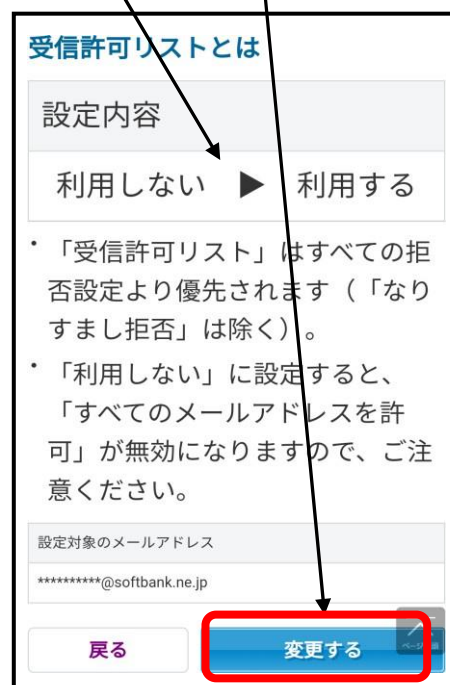 受信許可リストとは
設定内容
利用しない ▶ 利用する
・「受信許可リスト」はすべての拒
否設定より優先されます（「なり
すまし拒否」は除く）。
・「利用しない」に設定すると、
「すべてのメールアドレスを許
可」が無効になりますので、ご注
意ください。
設定対象のメールアドレス
**********@softbank.ne.jp
戻る
変更する